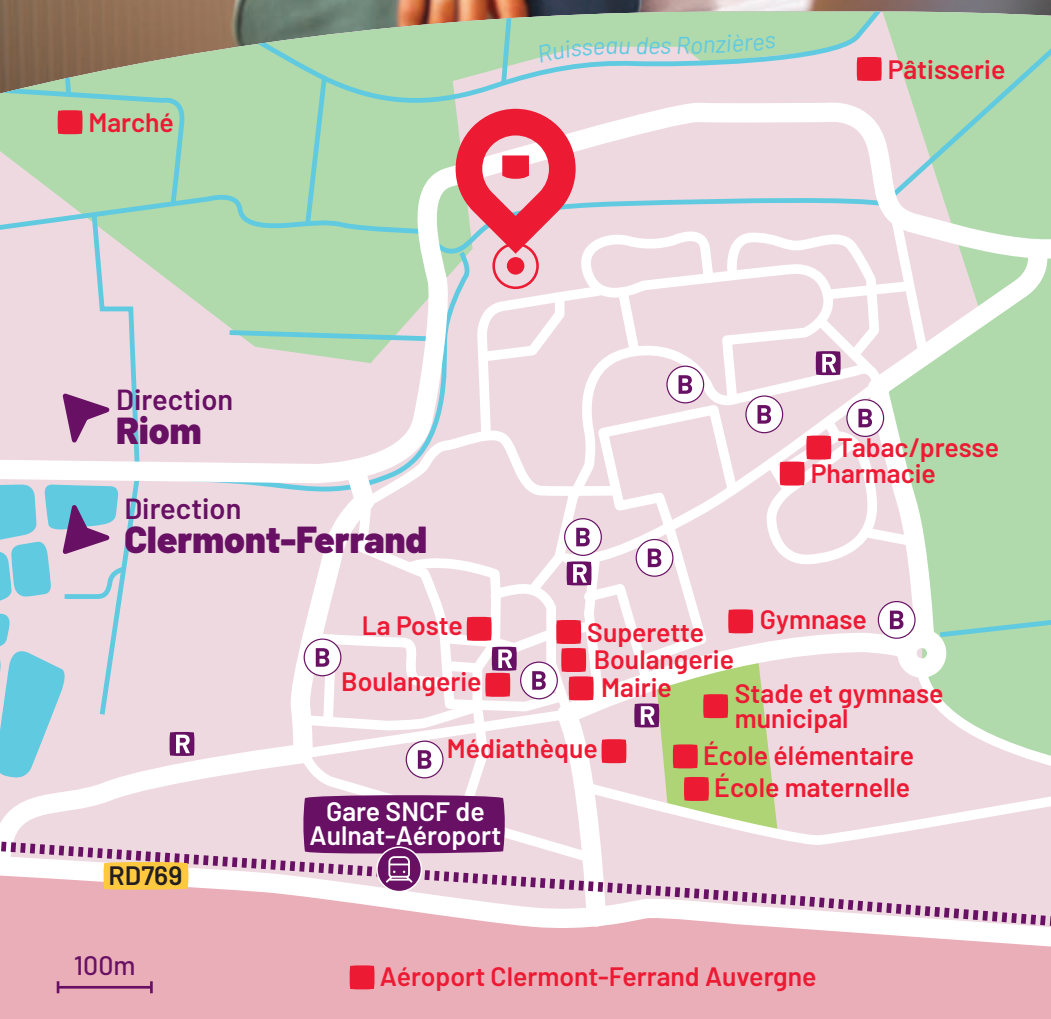 Ruisseau des Ronzières
Pâtisserie
Marché
R
Direction
Riom
B
B
B
Tabac/presse
Pharmacie
Direction
Clermont-Ferrand
B
B
R
La Poste
Superette
Gymnase
B
B
R
Boulangerie
Boulangerie
B
Mairie
Stade et gymnase
municipal
R
R
Médiathèque
B
École élémentaire
École maternelle
Gare SNCF de
Aulnat-Aéroport
RD769
100m
Aéroport Clermont-Ferrand Auvergne